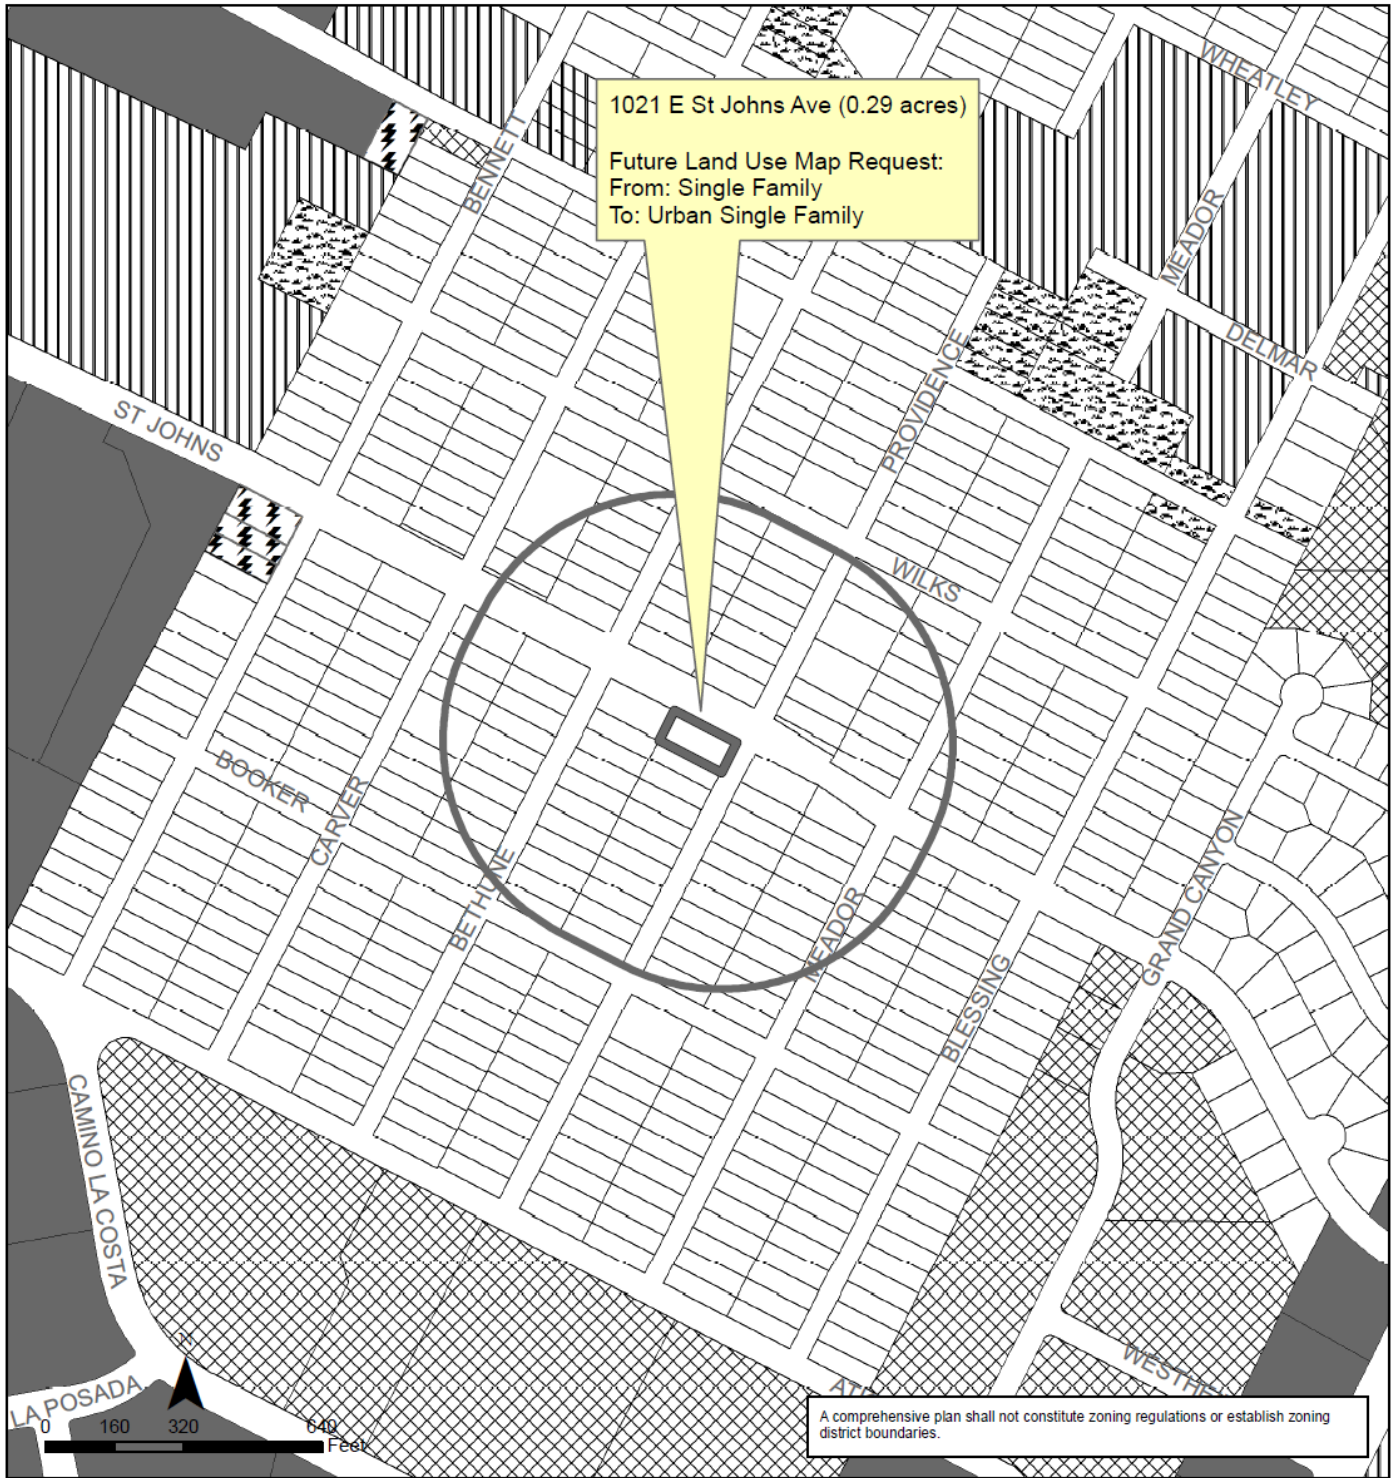 WHEATLEY
1021 E St Johns Ave (0.29 acres)
Future Land Use Map Request:
From: Single Family
To: Urban Single Family
BENNETT
MEADOR
DELMAR
PROVIDENCE
ST JOHNS
WILKS
BOOKER
CARVER
BETHUNE
MEADOR
GRAND CANYON
BLESSING
CAMINO LA COSTA
N
WESTHE
LA POSADA
AT
0 160 320 640
Feet
A comprehensive plan shall not constitute zoning regulations or establish zoning
district boundaries.